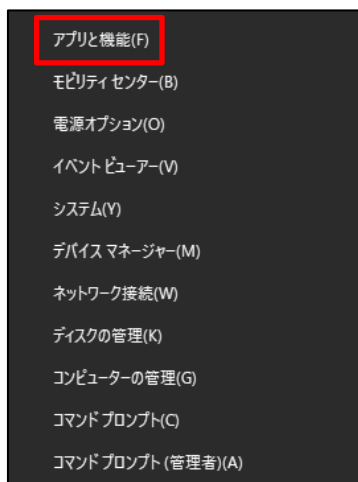 アプリと機能(F)
モビリティ センター(B)
電源オプション(O)
イベント ビューアー(V)
システム(Y)
デバイス マネージャー(M)
ネットワーク接続(W)
ディスクの管理(K)
コンピューターの管理(G)
コマンド プロンプト(C)
コマンド プロンプト (管理者)(A)